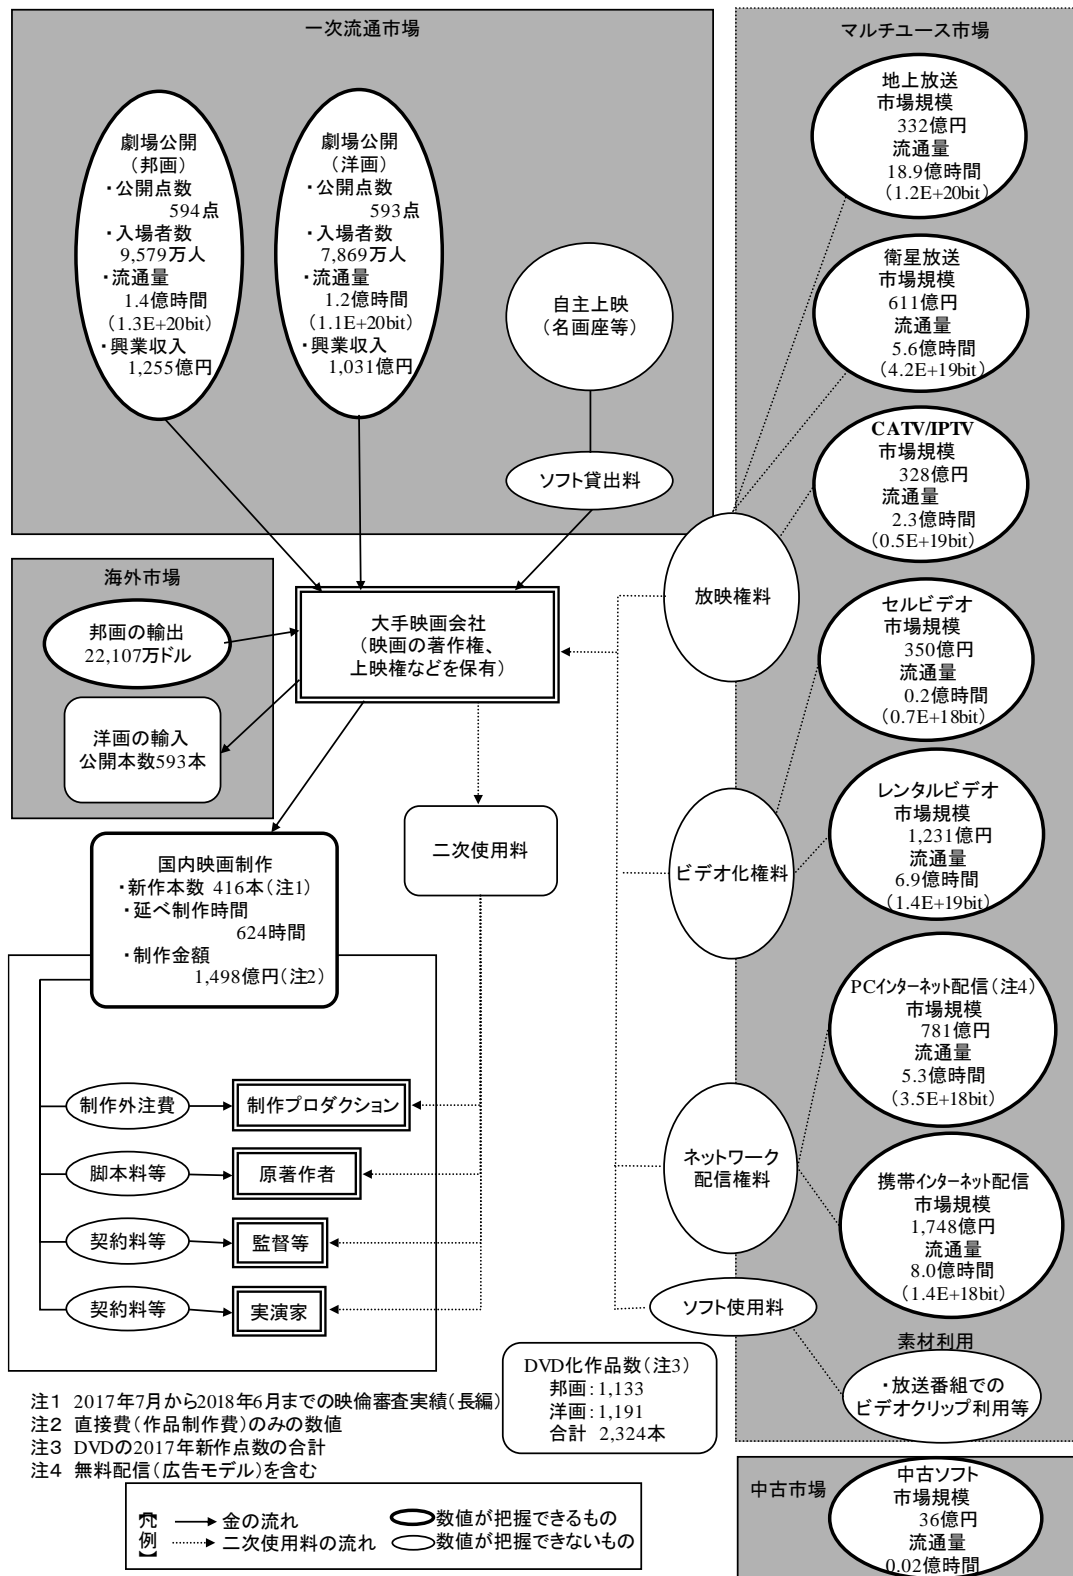 一次流通市場
劇場公開
（邦画）
・公開点数
594点
・入場者数
9,579万人
・流通量
1.4億時間
(1.3E+20bit)
・興業収入
1,255億円
劇場公開
（洋画）
・公開点数
593点
・入場者数
7,869万人
・流通量
1.2億時間
(1.1E+20bit)
・興業収入
1,031億円
自主上映
（名画座等）
ソフト貸出料
海外市場
邦画の輸出
22,107万ドル
洋画の輸入
公開本数593本
大手映画会社
（映画の著作権、
上映権などを保有）
国内映画制作
・新作本数 416本（注1）
・延べ制作時間
624時間
・制作金額
1,498億円（注2）
二次使用料
制作外注費
制作プロダクション
脚本料等
原著作者
契約料等
監督等
契約料等
実演家
放映権料
ビデオ化権料
ネットワーク
配信権料
ソフト使用料
マルチユース市場
地上放送
市場規模
332億円
流通量
18.9億時間
(1.2E+20bit)
衛星放送
市場規模
611億円
流通量
5.6億時間
(4.2E+19bit)
CATV/IPTV
市場規模
328億円
流通量
2.3億時間
(0.5E+19bit)
セルビデオ
市場規模
350億円
流通量
0.2億時間
(0.7E+18bit)
レンタルビデオ
市場規模
1,231億円
流通量
6.9億時間
(1.4E+19bit)
PCインターネット配信（注4）
市場規模
781億円
流通量
5.3億時間
(3.5E+18bit)
携帯インターネット配信
市場規模
1,748億円
流通量
8.0億時間
(1.4E+18bit)
素材利用
・放送番組での
ビデオクリップ利用等
DVD化作品数（注3）
邦画：1,133
洋画：1,191
合計 2,324本
中古市場
中古ソフト
市場規模
36億円
流通量
0.02億時間
注1 2017年7月から2018年6月までの映倫審査実績（長編）
注2 直接費（作品制作費）のみの数値
注3 DVDの2017年新作点数の合計
注4 無料配信（広告モデル）を含む
【凡例】
金の流れ
二次使用料の流れ
数値が把握できるもの
数値が把握できないもの